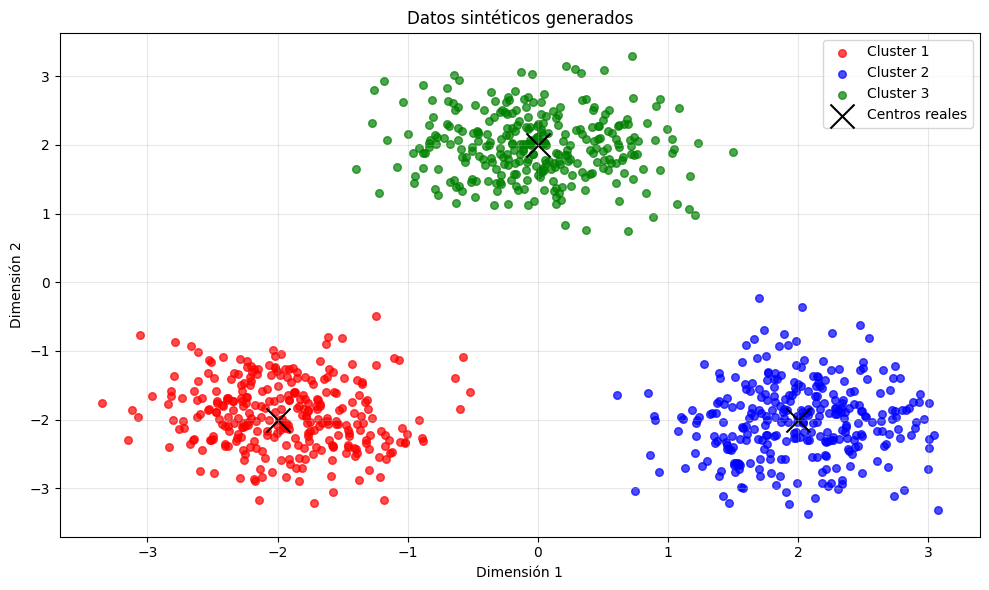 Datos sintéticos generados
Cluster 1
Cluster 2
Cluster 3
Centros reales
3
2
1
0
−1
−2
−3
Dimensión 2
−3
−2
−1
0
1
2
3
Dimensión 1